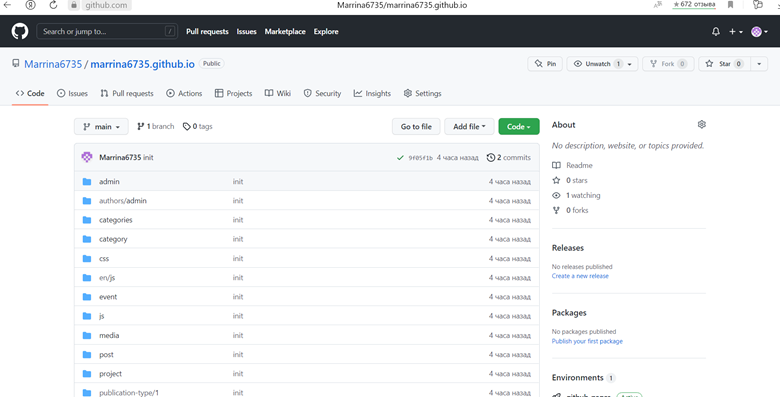 github.com Marrina6735/marrina6735.github.io ★ 672 отзыва
Search or jump to... / Pull requests Issues Marketplace Explore
Marrina6735 / marrina6735.github.io Public Pin Unwatch 1 Fork 0 Star 0
Code Issues Pull requests Actions Projects Wiki Security Insights Settings
main 1 branch 0 tags Go to file Add file Code
Marrina6735 init 9f05f1b 4 часа назад 2 commits
admin init 4 часа назад
authors/admin init 4 часа назад
categories init 4 часа назад
category init 4 часа назад
css init 4 часа назад
en/js init 4 часа назад
event init 4 часа назад
js init 4 часа назад
media init 4 часа назад
post init 4 часа назад
project init 4 часа назад
publication-type/1 init 4 часа назад
About
No description, website, or topics provided.
Readme
0 stars
1 watching
0 forks
Releases
No releases published
Create a new release
Packages
No packages published
Publish your first package
Environments 1
github-pages Active